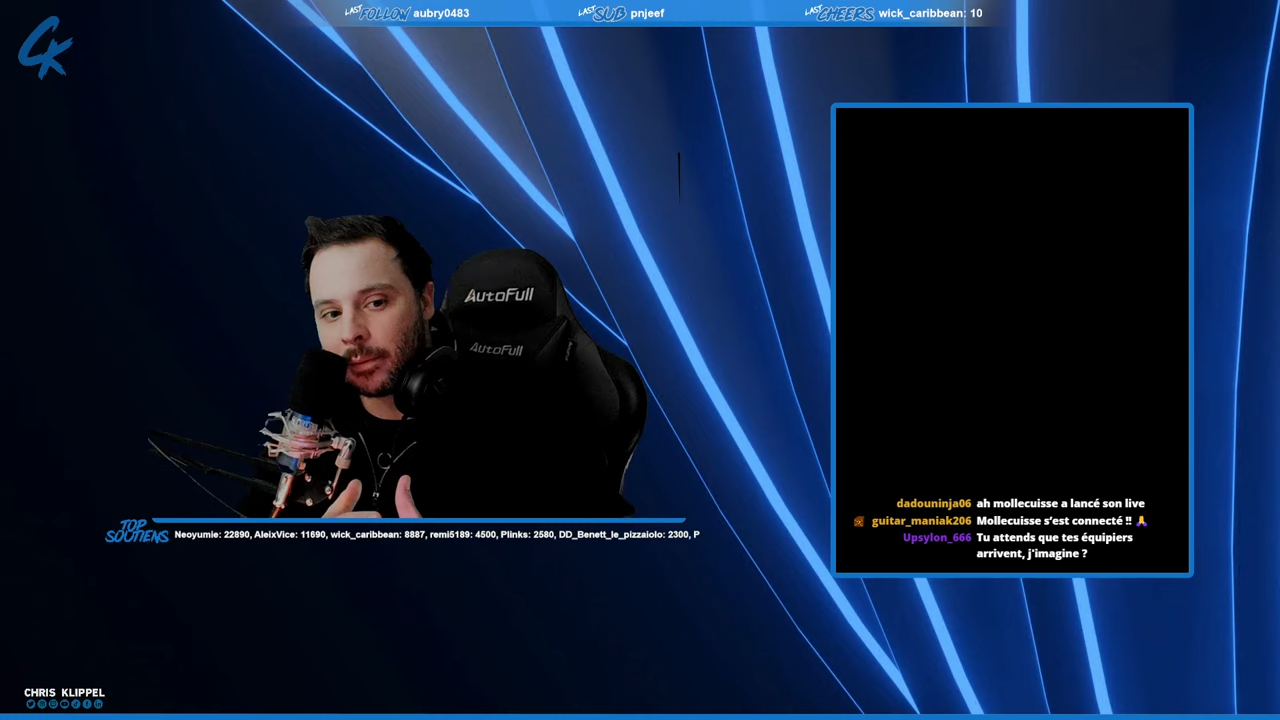 LAST FOLLOW aubry0483
LAST SUB pnjeef
LAST CHEERS wick_caribbean: 10
CK
AutoFull
AutoFull
TOP SOUTIENS Neoyumie: 22890, AleixVice: 11690, wick_caribbean: 8887, remi5189: 4500, Plinks: 2580, DD_Benett_le_pizzaiolo: 2300, P
dadouninja06 ah mollecuisse a lancé son live
guitar_maniak206 Mollecuisse s'est connecté !! 🙏
Upsylon_666 Tu attends que tes équipiers
arrivent, j'imagine ?
CHRIS KLIPPEL